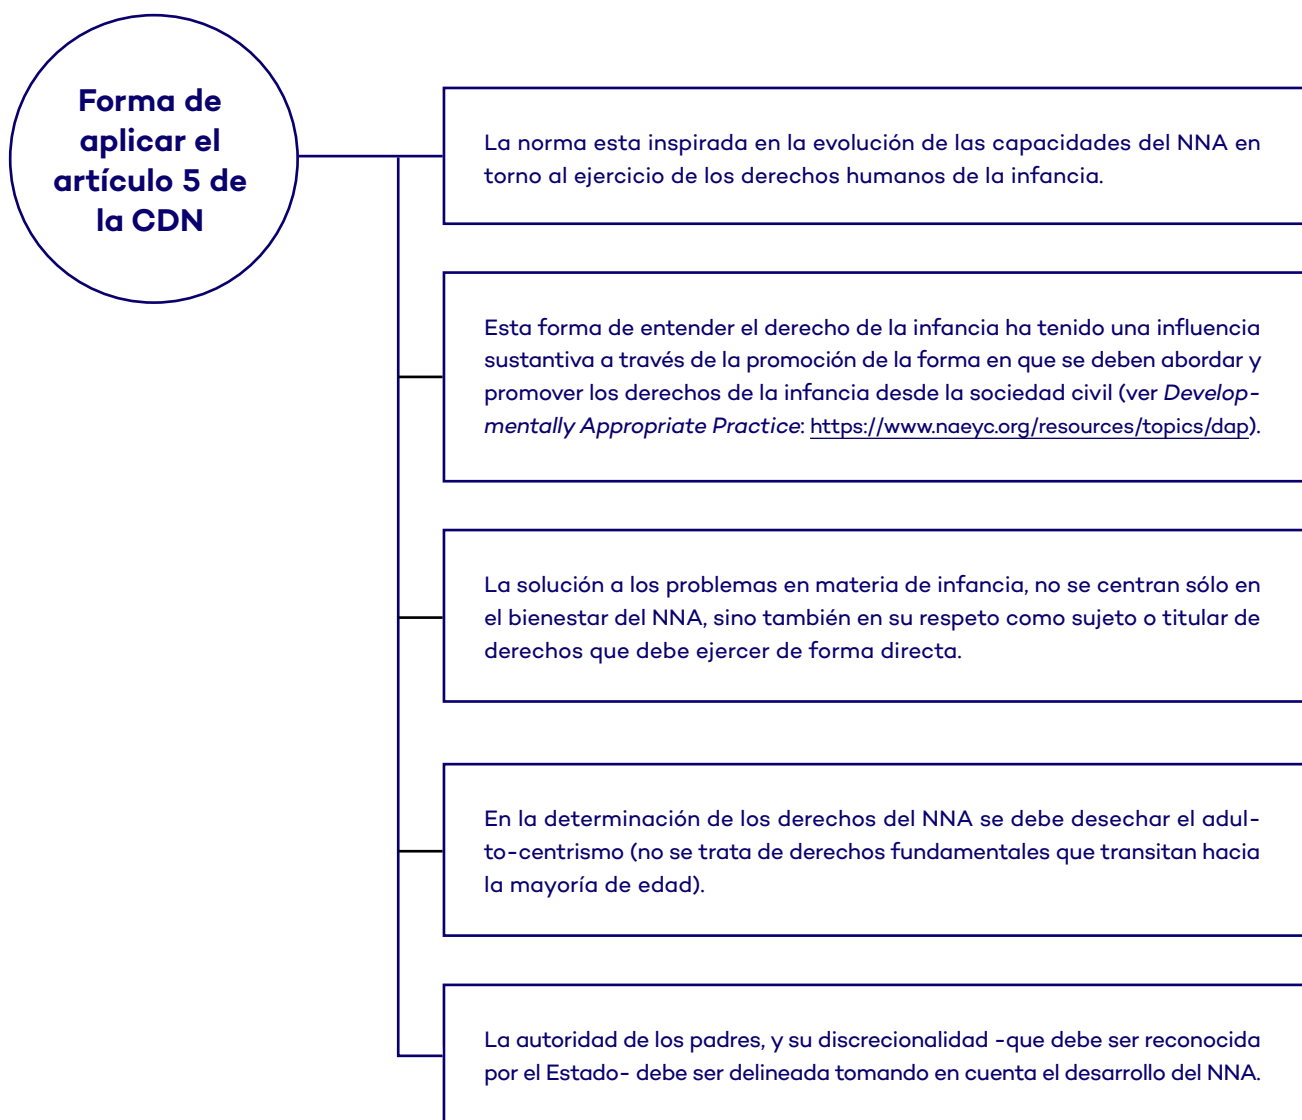 Forma de
aplicar el
artículo 5 de
la CDN
La norma esta inspirada en la evolución de las capacidades del NNA en
torno al ejercicio de los derechos humanos de la infancia.
Esta forma de entender el derecho de la infancia ha tenido una influencia
sustantiva a través de la promoción de la forma en que se deben abordar y
promover los derechos de la infancia desde la sociedad civil (ver Develop-
mentally Appropriate Practice: https://www.naeyc.org/resources/topics/dap).
La solución a los problemas en materia de infancia, no se centran sólo en
el bienestar del NNA, sino también en su respeto como sujeto o titular de
derechos que debe ejercer de forma directa.
En la determinación de los derechos del NNA se debe desechar el adul-
to-centrismo (no se trata de derechos fundamentales que transitan hacia
la mayoría de edad).
La autoridad de los padres, y su discrecionalidad -que debe ser reconocida
por el Estado- debe ser delineada tomando en cuenta el desarrollo del NNA.